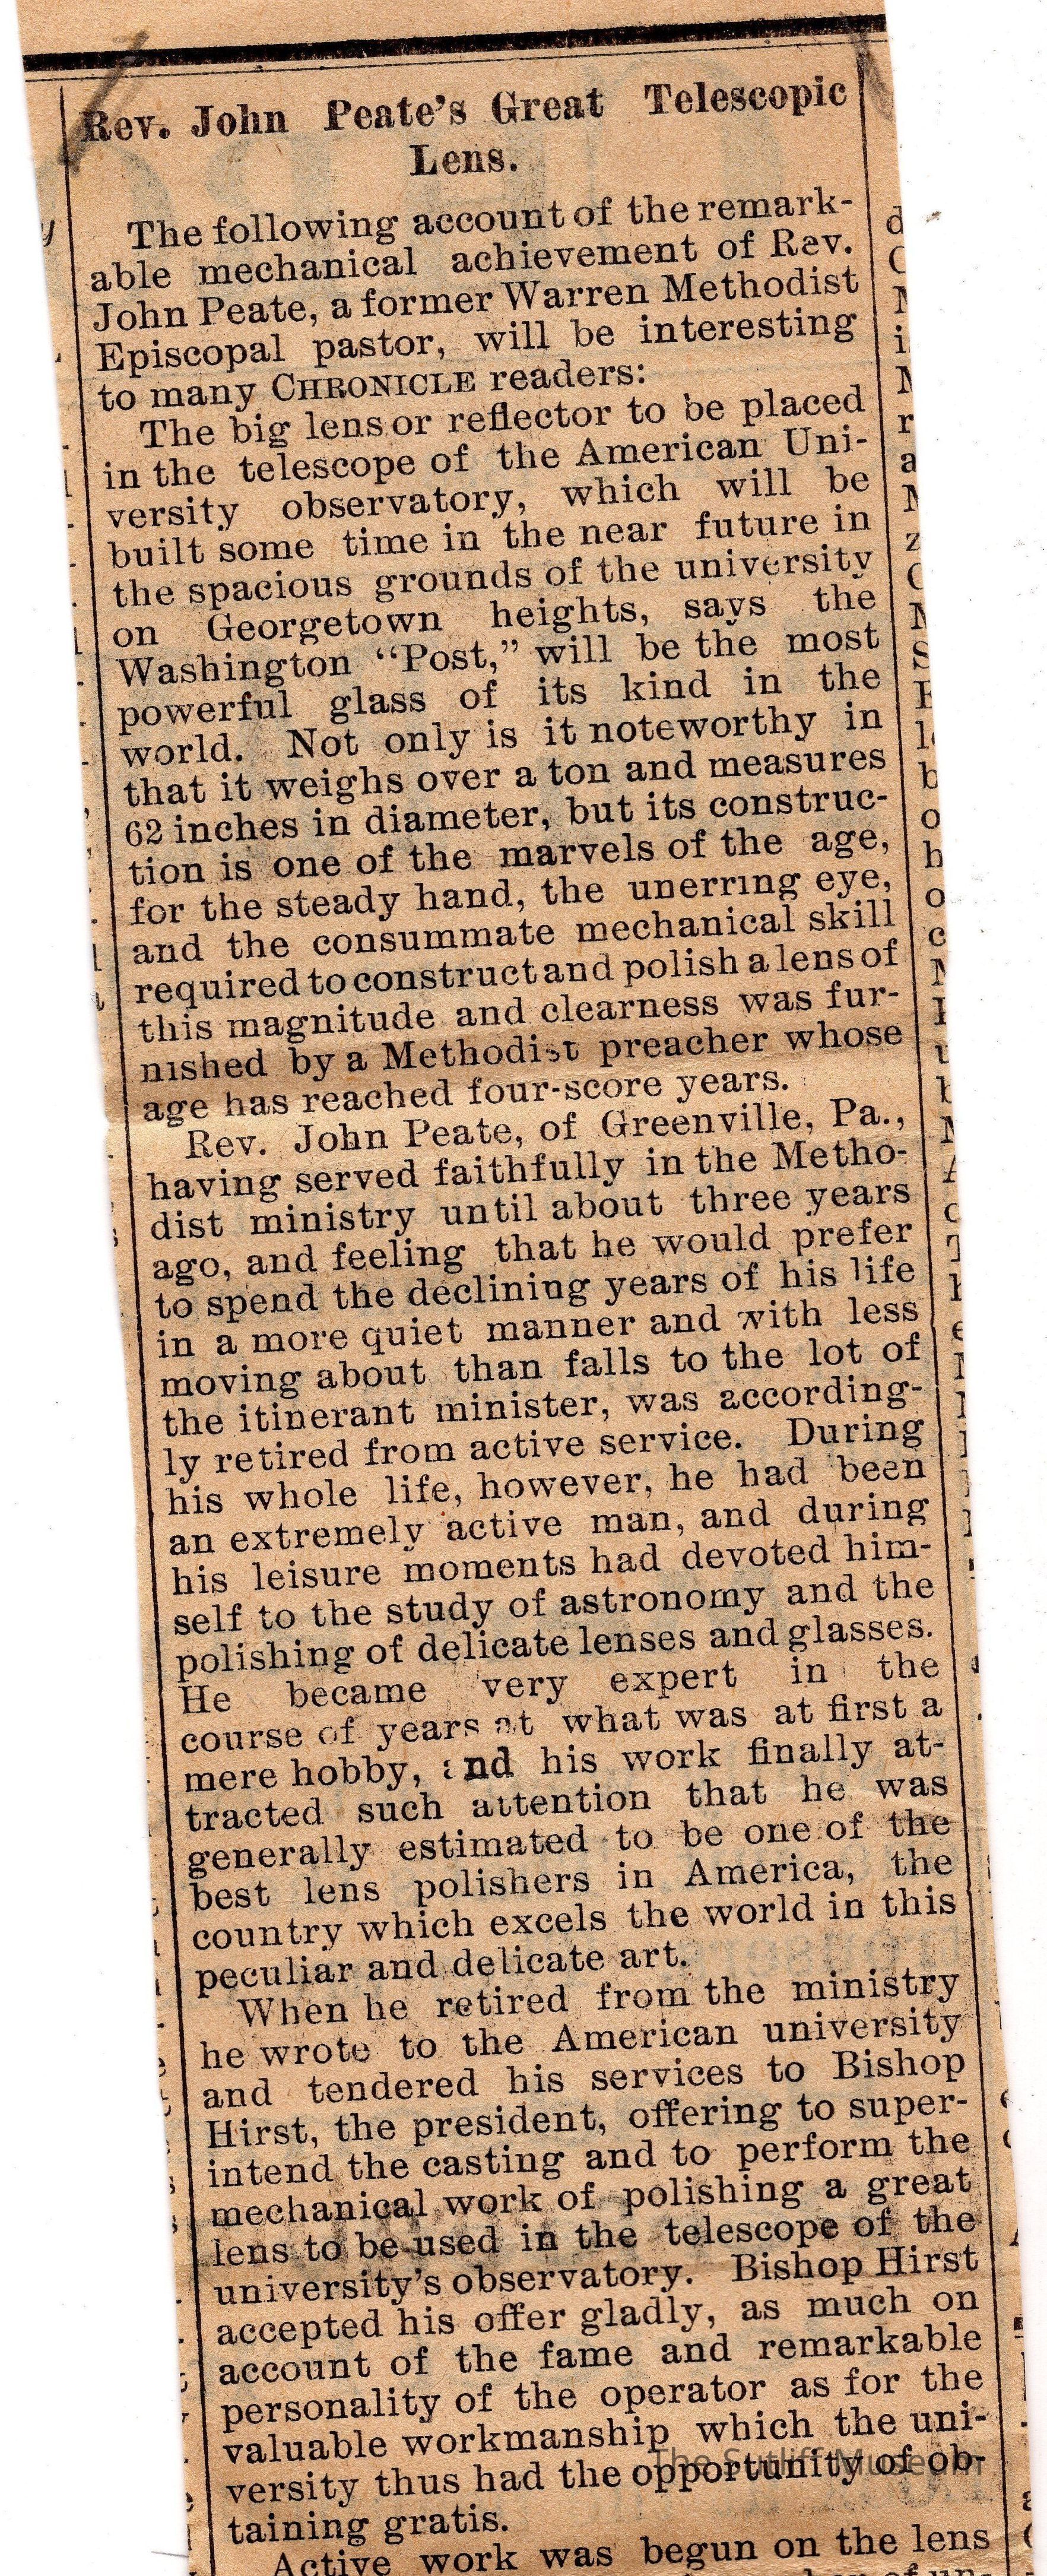 Rev. John Peate's Great Telescopic
Lens.
The following account of the remark-
able mechanical achievement of Rev.
John Peate, a former Warren Methodist
Episcopal pastor, will be interesting
to many CHRONICLE readers:
The big lens or reflector to be placed
in the telescope of the American Uni-
versity observatory, which will be
built some time in the near future in
the spacious grounds of the university
on Georgetown heights, says the
Washington "Post," will be the most
powerful glass of its kind in the
world. Not only is it noteworthy in
that it weighs over a ton and measures
62 inches in diameter, but its construc-
tion is one of the marvels of the age,
for the steady hand, the unerring eye,
and the consummate mechanical skill
required to construct and polish a lens of
this magnitude and clearness was fur-
nished by a Methodist preacher whose
age has reached four-score years.
Rev. John Peate, of Greenville, Pa.,
having served faithfully in the Metho-
dist ministry until about three years
ago, and feeling that he would prefer
to spend the declining years of his life
in a more quiet manner and with less
moving about than falls to the lot of
the itinerant minister, was according-
ly retired from active service. During
his whole life, however, he had been
an extremely active man, and during
his leisure moments had devoted him-
self to the study of astronomy and the
polishing of delicate lenses and glasses.
He became very expert in the
course of years at what was at first a
mere hobby, and his work finally at-
tracted such attention that he was
generally estimated to be one of the
best lens polishers in America, the
country which excels the world in this
peculiar and delicate art.
When he retired from the ministry
he wrote to the American university
and tendered his services to Bishop
Hirst, the president, offering to super-
intend the casting and to perform the
mechanical work of polishing a great
lens to be used in the telescope of the
university's observatory. Bishop Hirst
accepted his offer gladly, as much on
account of the fame and remarkable
personality of the operator as for the
valuable workmanship which the uni-
versity thus had the opportunity of ob-
taining gratis.
Active work was begun on the lens
The Sutliff Museum